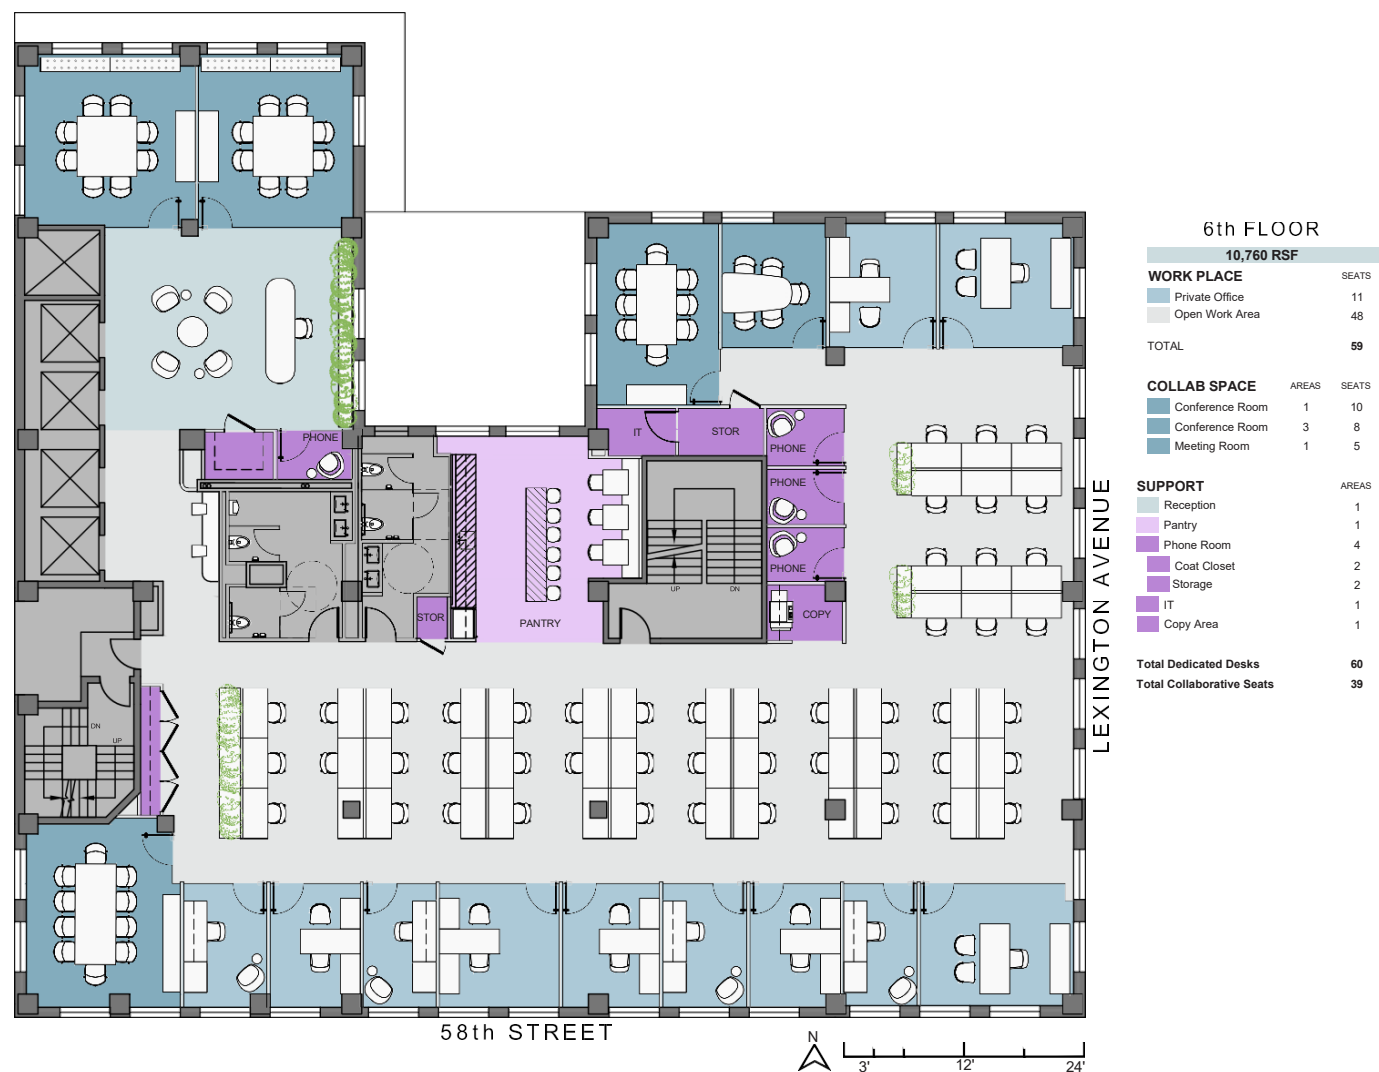 6th FLOOR
10,760 RSF
WORK PLACE SEATS
Private Office 11
Open Work Area 48
TOTAL 59
COLLAB SPACE AREAS SEATS
Conference Room 1 10
Conference Room 3 8
Meeting Room 1 5
SUPPORT AREAS
Reception 1
Pantry 1
Phone Room 4
Coat Closet 2
Storage 2
IT 1
Copy Area 1
Total Dedicated Desks 60
Total Collaborative Seats 39
PHONE
IT
STOR
PHONE
PHONE
PHONE
COPY
UP
DN
STOR
PANTRY
DN
UP
LEXINGTON AVENUE
58th STREET
N
3'
12'
24'